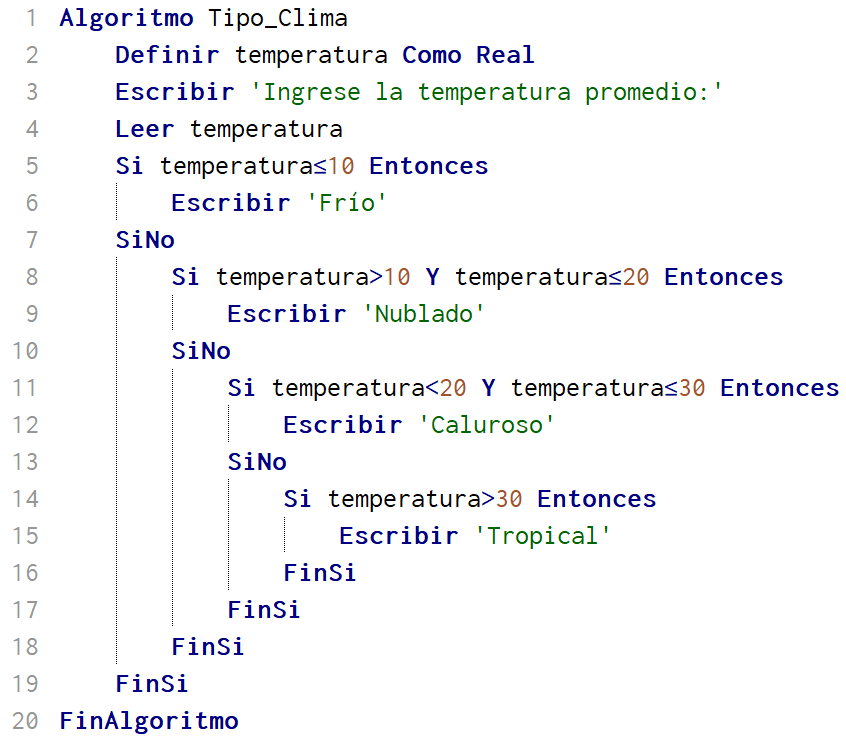 1 Algoritmo Tipo_Clima
2 Definir temperatura Como Real
3 Escribir 'Ingrese la temperatura promedio:'
4 Leer temperatura
5 Si temperatura≤10 Entonces
6 Escribir 'Frío'
7 SiNo
8 Si temperatura>10 Y temperatura≤20 Entonces
9 Escribir 'Nublado'
10 SiNo
11 Si temperatura<20 Y temperatura≤30 Entonces
12 Escribir 'Caluroso'
13 SiNo
14 Si temperatura>30 Entonces
15 Escribir 'Tropical'
16 FinSi
17 FinSi
18 FinSi
19 FinSi
20 FinAlgoritmo